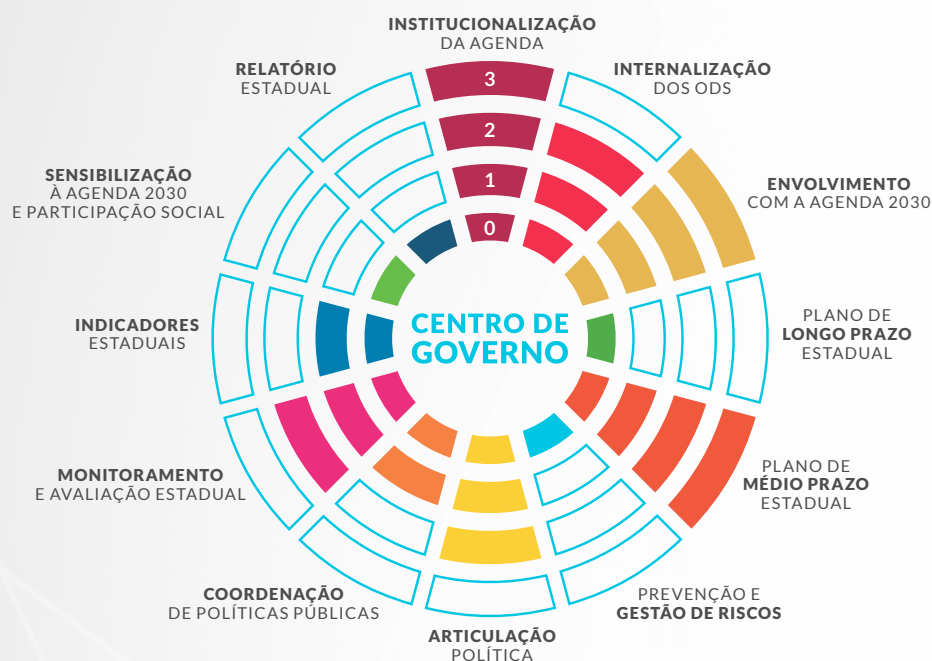 INSTITUCIONALIZAÇÃO
DA AGENDA
INTERNALIZAÇÃO
DOS ODS
ENVOLVIMENTO
COM A AGENDA 2030
PLANO DE
LONGO PRAZO
ESTADUAL
PLANO DE
MÉDIO PRAZO
ESTADUAL
PREVENÇÃO E
GESTÃO DE RISCOS
ARTICULAÇÃO
POLÍTICA
COORDENAÇÃO
DE POLÍTICAS PÚBLICAS
MONITORAMENTO
E AVALIAÇÃO ESTADUAL
INDICADORES
ESTADUAIS
SENSIBILIZAÇÃO
À AGENDA 2030
E PARTICIPAÇÃO SOCIAL
RELATÓRIO
ESTADUAL
3
2
1
0
CENTRO DE
GOVERNO